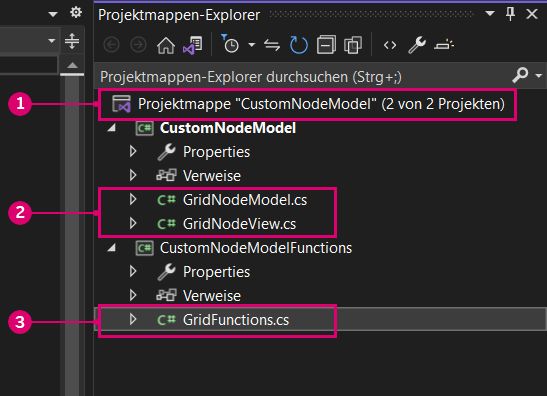 Projektmappen-Explorer
Projektmappen-Explorer durchsuchen (Strg+;)
1 Projektmappe "CustomNodeModel" (2 von 2 Projekten)
C# CustomNodeModel
Properties
Verweise
2 C# GridNodeModel.cs
C# GridNodeView.cs
C# CustomNodeModelFunctions
Properties
Verweise
3 C# GridFunctions.cs